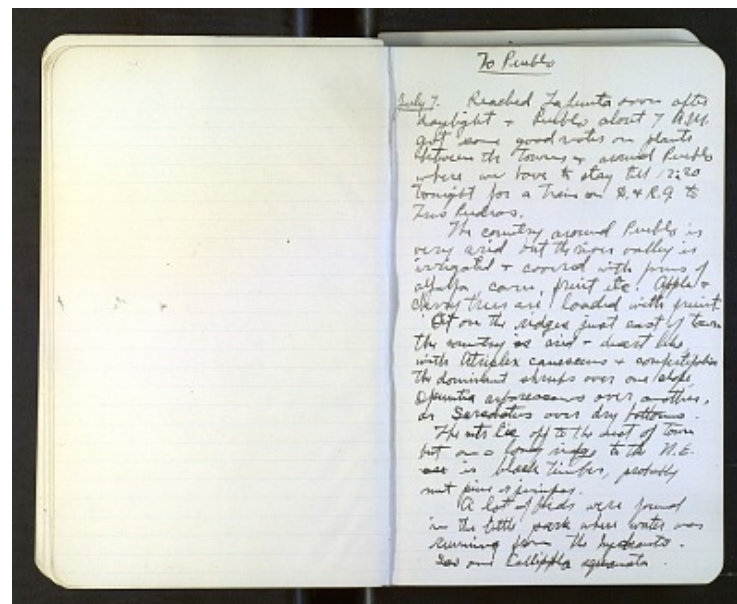 To Pueblo
July 7. Reached La Junta soon after
daylight + Pueblo about 7 A.M.
got some good notes on plants
between the towns + around Pueblo
where we have to stay till 12:20
tonight for a train on D. + R.G. to
Tres Piedras.
The country around Pueblo is
very arid but the river valley is
irrigated + covered with farms of
alfalfa, corn, fruit etc. Apple +
cherry trees are loaded with fruit.
Out on the ridges just east of town
the country is arid + desert like
with Atriplex canescens + confertifolia
the dominant shrubs over one slope,
Opuntia arborescens over another,
or Sarcobatus over dry bottoms.
The mts lie off to the west of town
but on a long ridge to the N.E.
is black timber, probably
nut pine + juniper.
A lot of birds were found
in the little park where water was
running from the hydrants.
Saw one Callipepla squamata.